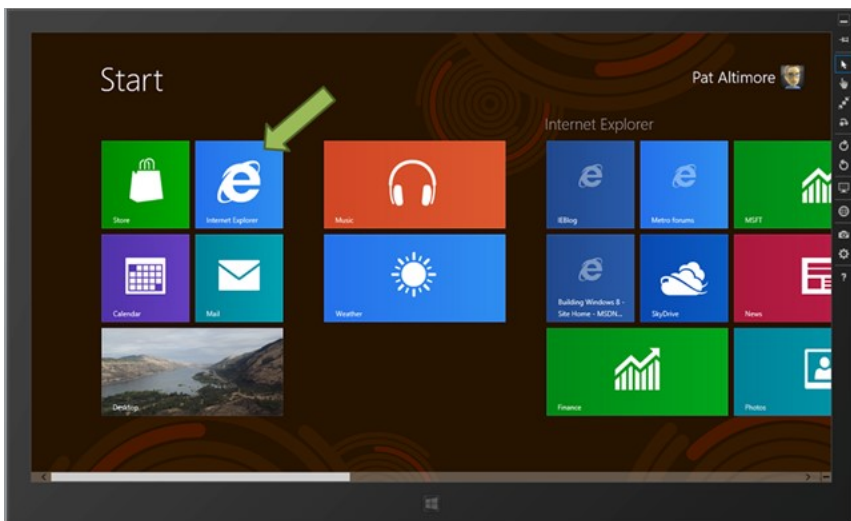 Start
Pat Altimore
Internet Explorer
Store
Internet Explorer
Music
IEBlog
Metro forums
MSFT
Calendar
Mail
Weather
Building Windows 8 -
Site Home - MSDN...
SkyDrive
News
Desktop
Finance
Photos
?